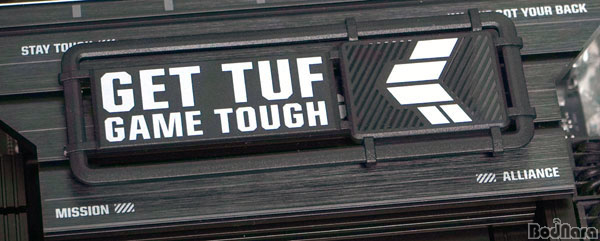 STAY TOUGH
GOT YOUR BACK
GET TUF
GAME TOUGH
MISSION
ALLIANCE
BodNara